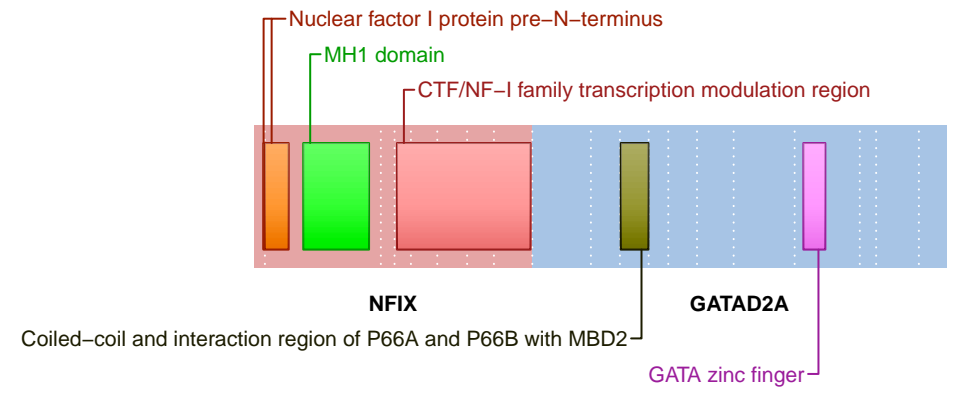 Nuclear factor I protein pre−N−terminus
MH1 domain
CTF/NF−I family transcription modulation region
NFIX
GATAD2A
Coiled−coil and interaction region of P66A and P66B with MBD2
GATA zinc finger